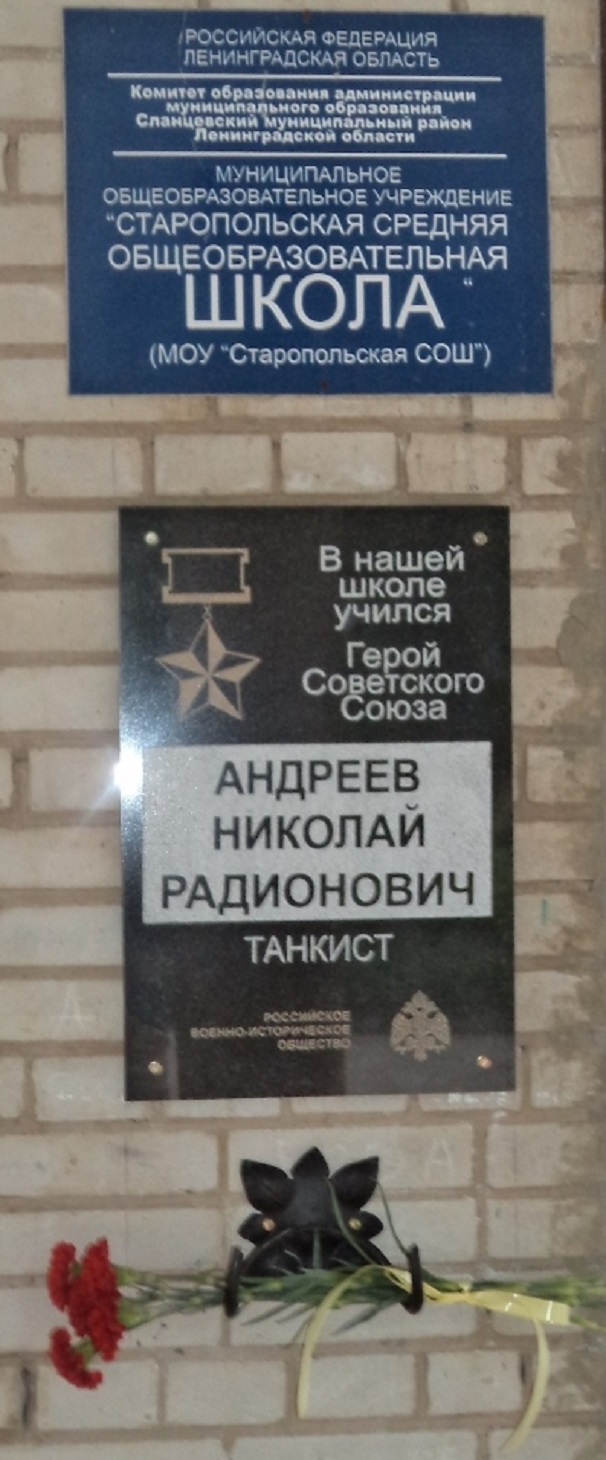 РОССИЙСКАЯ ФЕДЕРАЦИЯ
ЛЕНИНГРАДСКАЯ ОБЛАСТЬ
Комитет образования администрации
муниципального образования
Сланцевский муниципальный район
Ленинградской области
МУНИЦИПАЛЬНОЕ
ОБЩЕОБРАЗОВАТЕЛЬНОЕ УЧРЕЖДЕНИЕ
“СТАРОПОЛЬСКАЯ СРЕДНЯЯ
ОБЩЕОБРАЗОВАТЕЛЬНАЯ
ШКОЛА “
(МОУ “Старопольская СОШ”)
В нашей
школе
учился
Герой
Советского
Союза
АНДРЕЕВ
НИКОЛАЙ
РАДИОНОВИЧ
ТАНКИСТ
РОССИЙСКОЕ
ВОЕННО-ИСТОРИЧЕСКОЕ
ОБЩЕСТВО